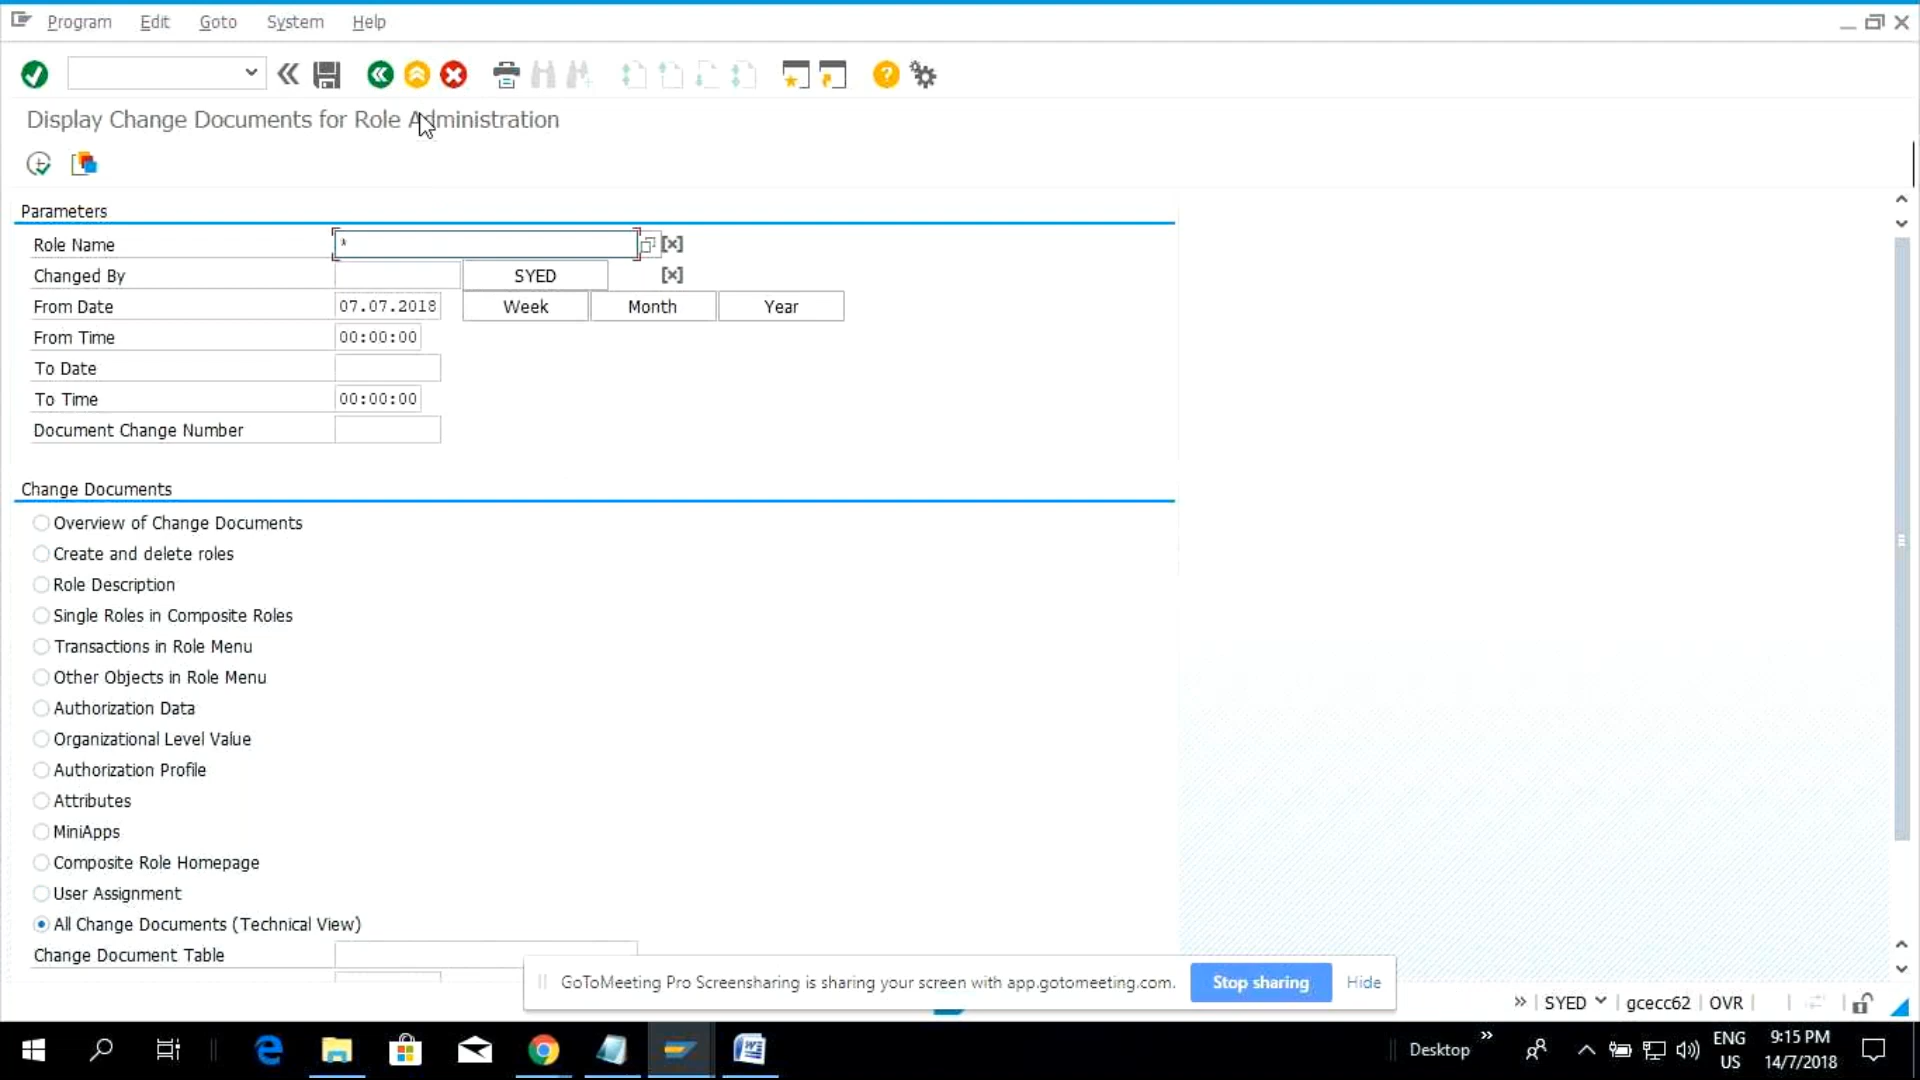 Program Edit Goto System Help
Display Change Documents for Role Administration
Parameters
Role Name *
Changed By SYED
From Date 07.07.2018 Week Month Year
From Time 00:00:00
To Date
To Time 00:00:00
Document Change Number
Change Documents
Overview of Change Documents
Create and delete roles
Role Description
Single Roles in Composite Roles
Transactions in Role Menu
Other Objects in Role Menu
Authorization Data
Organizational Level Value
Authorization Profile
Attributes
MiniApps
Composite Role Homepage
User Assignment
All Change Documents (Technical View)
Change Document Table
GoToMeeting Pro Screensharing is sharing your screen with app.gotomeeting.com. Stop sharing Hide
SYED gcecc62 OVR
Desktop
ENG
US
9:15 PM
14/7/2018